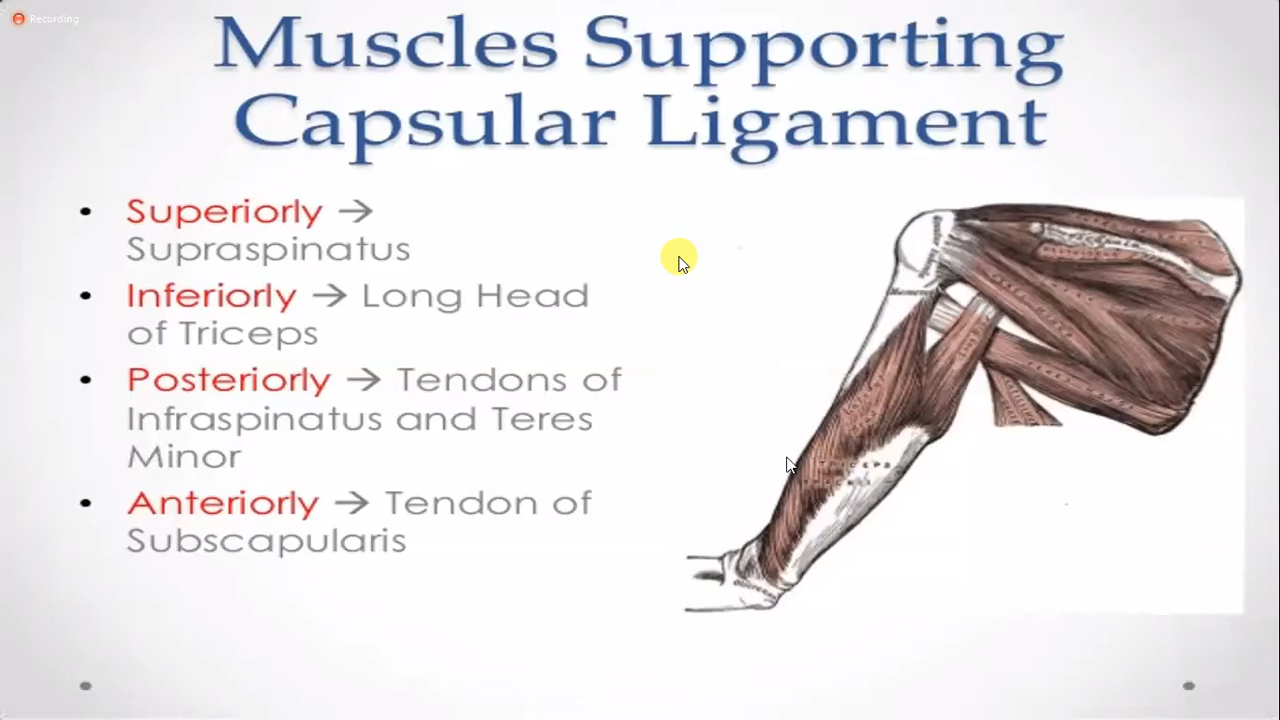 Recording
Muscles Supporting
Capsular Ligament
• Superiorly →
Supraspinatus
• Inferiorly → Long Head
of Triceps
• Posteriorly → Tendons of
Infraspinatus and Teres
Minor
• Anteriorly → Tendon of
Subscapularis
TRICEPS